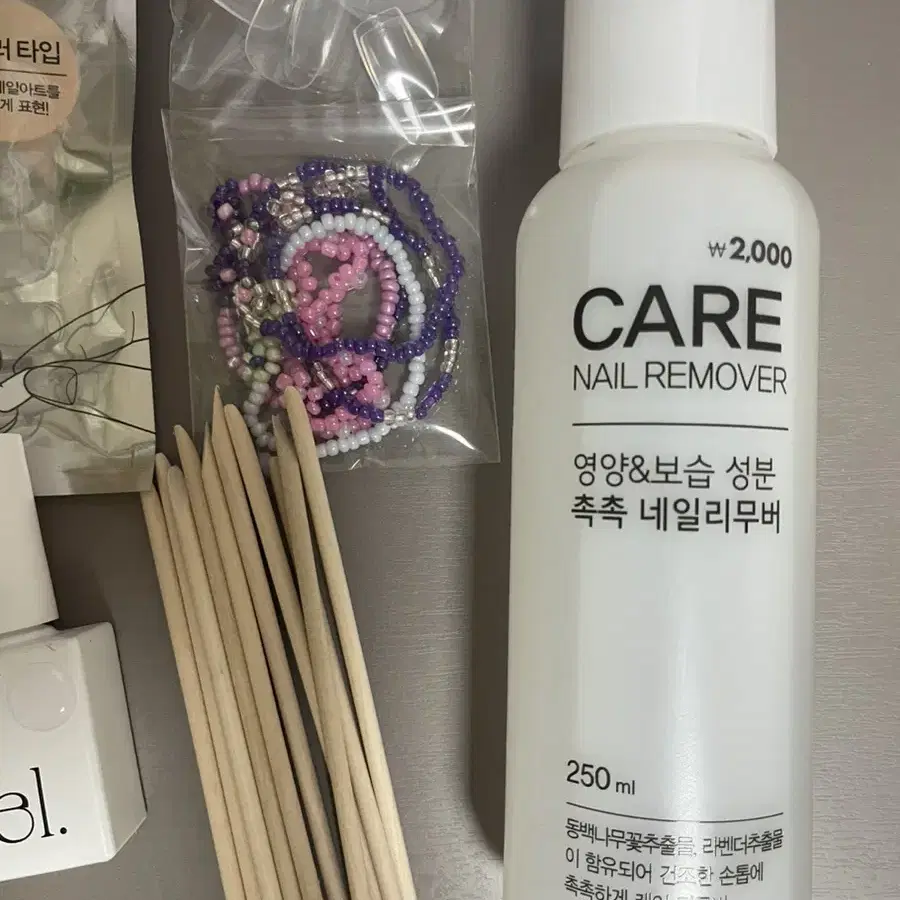 러 타입
네일아트를
게 표현!
₩2,000
CARE
NAIL REMOVER
영양&보습 성분
촉촉 네일리무버
250 ml
동백나무꽃추출물, 라벤더추출물
이 함유되어 건조한 손톱에
촉촉하게 케어
el.